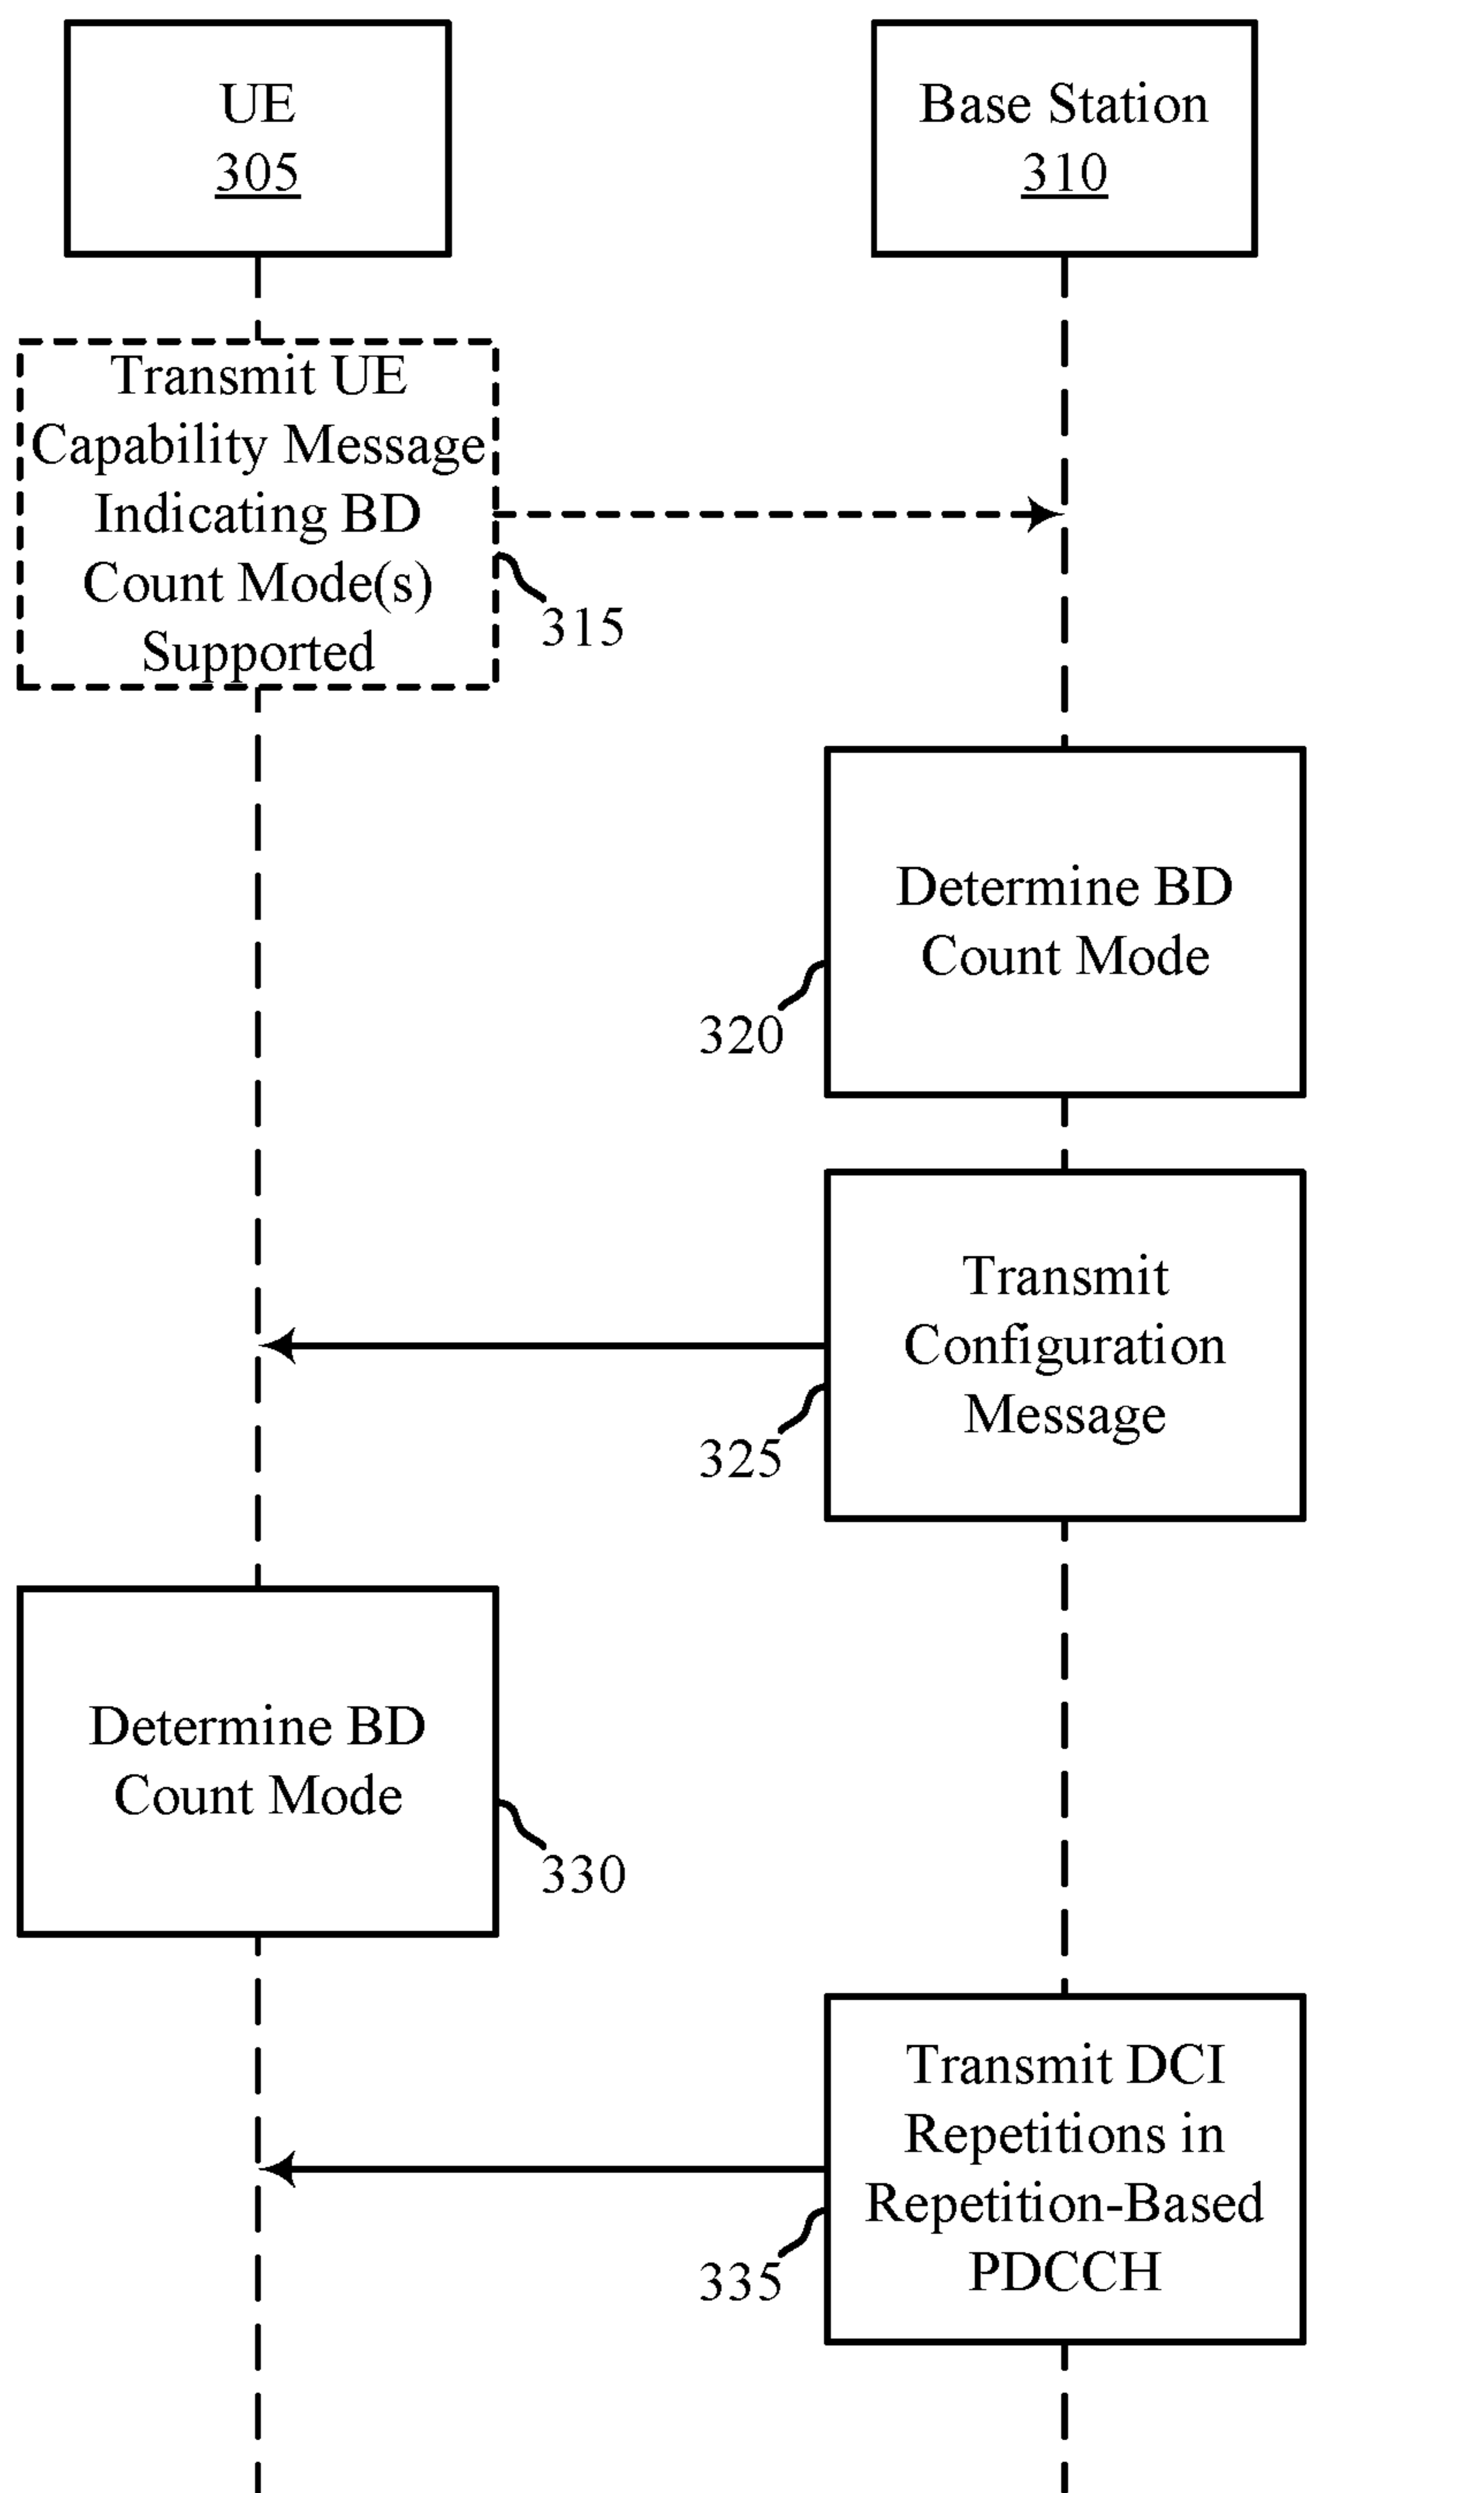 UE
305
Base Station
310
Transmit UE
Capability Message
Indicating BD
Count Mode(s)
Supported
315
Determine BD
Count Mode
320
Transmit
Configuration
Message
325
Determine BD
Count Mode
330
Transmit DCI
Repetitions in
Repetition-Based
PDCCH
335